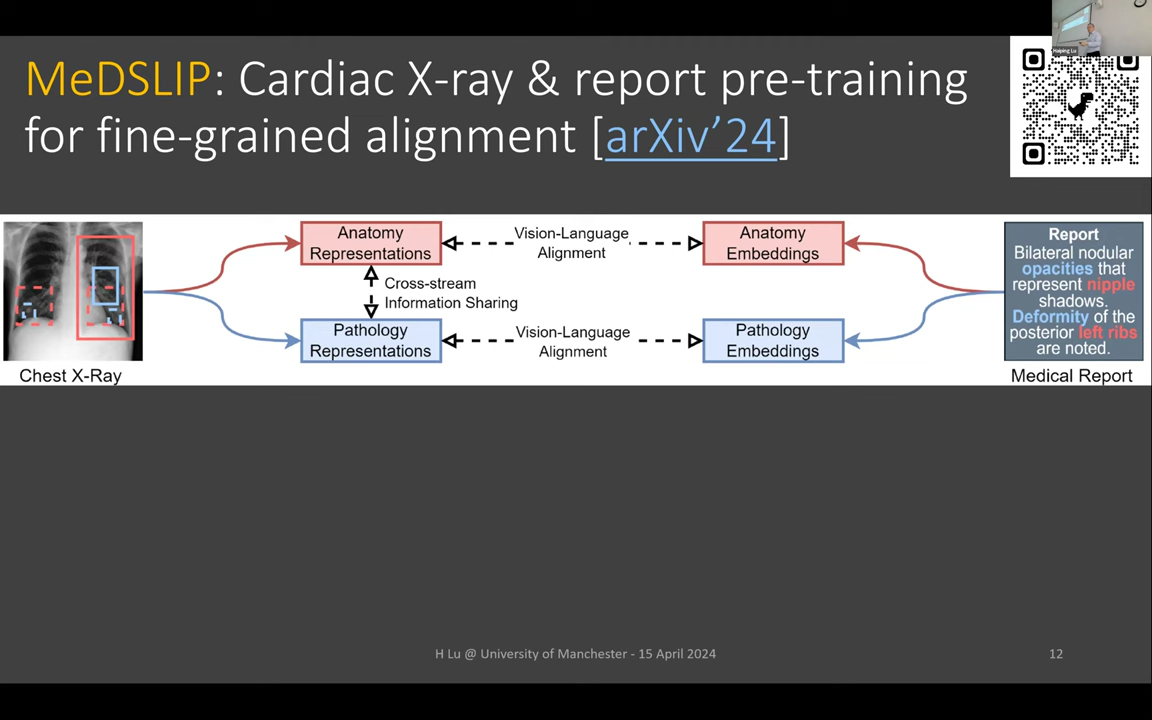 MeDSLIP: Cardiac X-ray & report pre-training
for fine-grained alignment [arXiv’24]
Haiping Lu
Anatomy
Representations
Vision-Language
Alignment
Anatomy
Embeddings
Cross-stream
Information Sharing
Pathology
Representations
Vision-Language
Alignment
Pathology
Embeddings
Report
Bilateral nodular
opacities that
represent nipple
shadows.
Deformity of the
posterior left ribs
are noted.
Chest X-Ray
Medical Report
H Lu @ University of Manchester - 15 April 2024
12